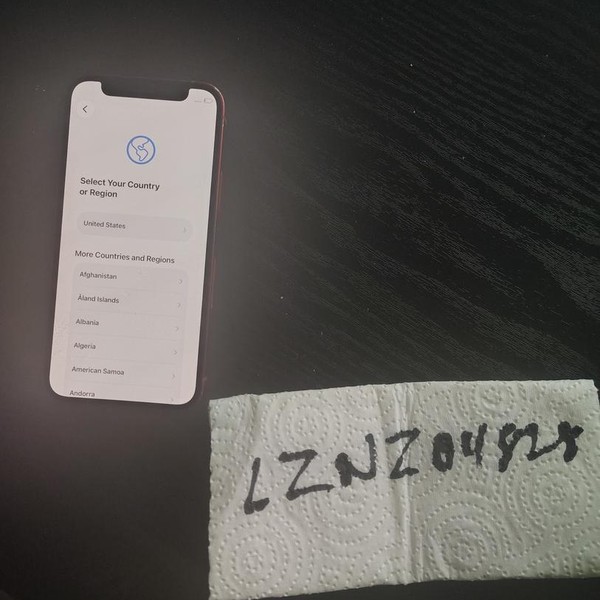 Select Your Country
or Region
United States
More Countries and Regions
Afghanistan
Åland Islands
Albania
Algeria
American Samoa
Andorra
LZNZ04828